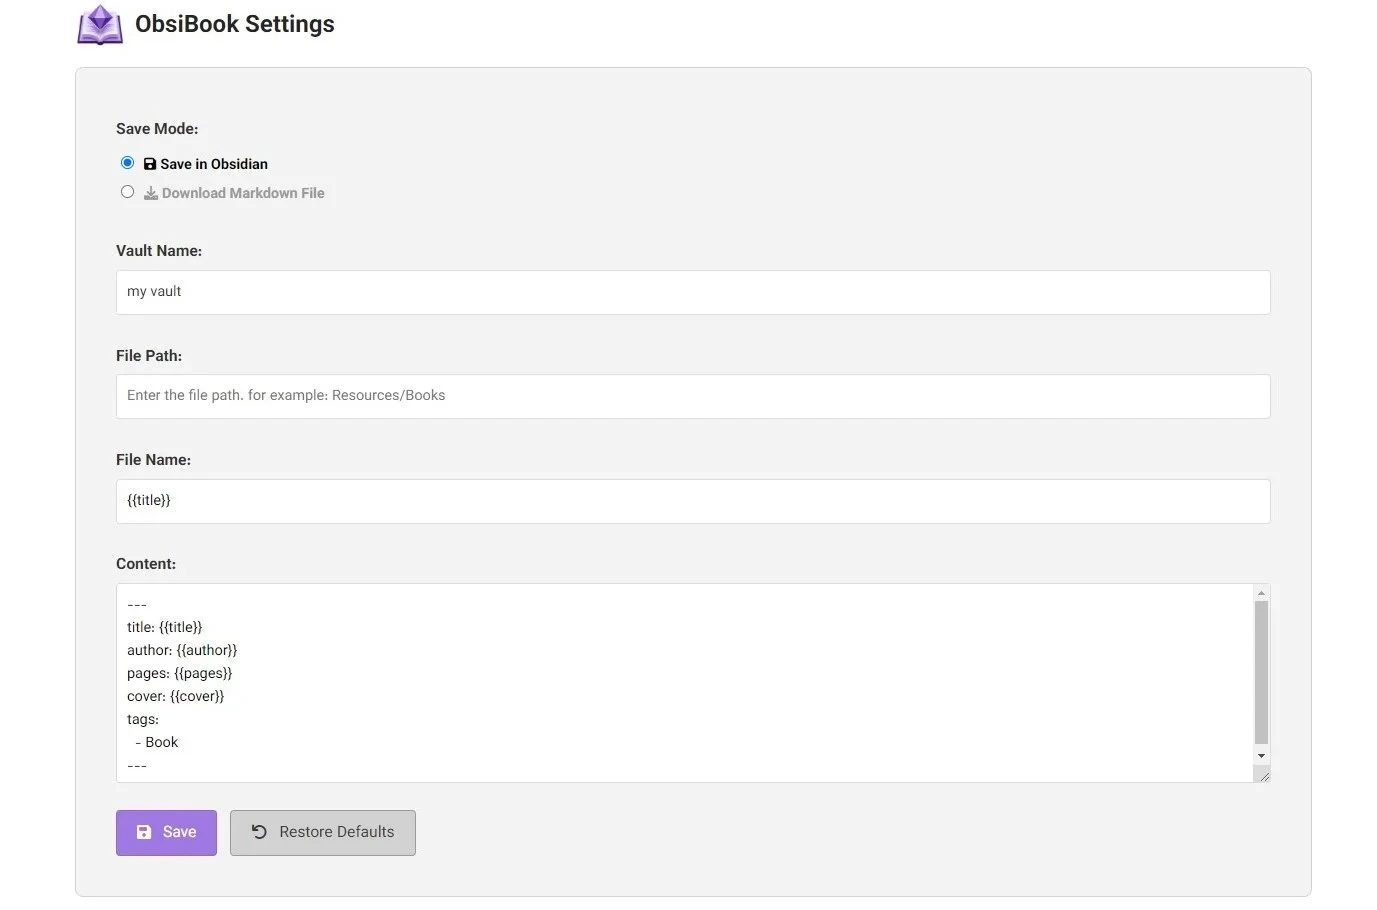 ObsiBook Settings
Save Mode:
Save in Obsidian
Download Markdown File
Vault Name:
my vault
File Path:
Enter the file path. for example: Resources/Books
File Name:
{{title}}
Content:
---
title: {{title}}
author: {{author}}
pages: {{pages}}
cover: {{cover}}
tags:
  - Book
---
Save
Restore Defaults